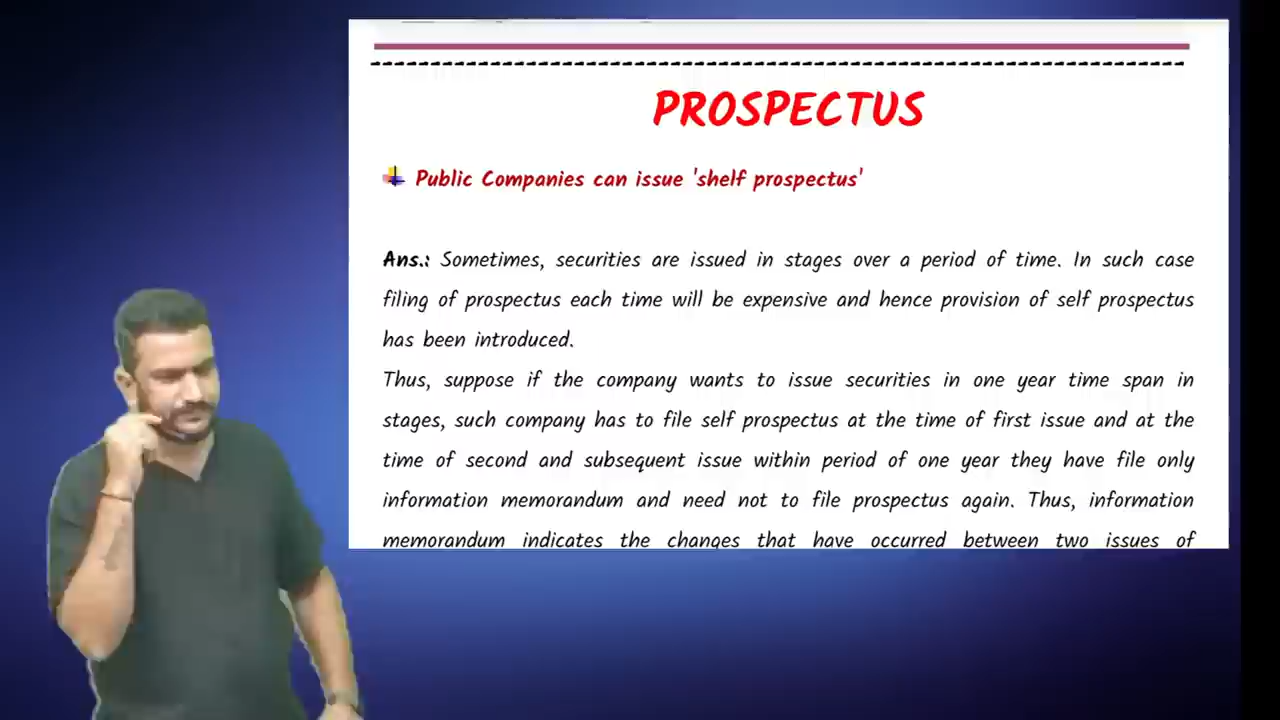 PROSPECTUS
Public Companies can issue 'shelf prospectus'
Ans.: Sometimes, securities are issued in stages over a period of time. In such case
filing of prospectus each time will be expensive and hence provision of self prospectus
has been introduced.
Thus, suppose if the company wants to issue securities in one year time span in
stages, such company has to file self prospectus at the time of first issue and at the
time of second and subsequent issue within period of one year they have file only
information memorandum and need not to file prospectus again. Thus, information
memorandum indicates the changes that have occurred between two issues of